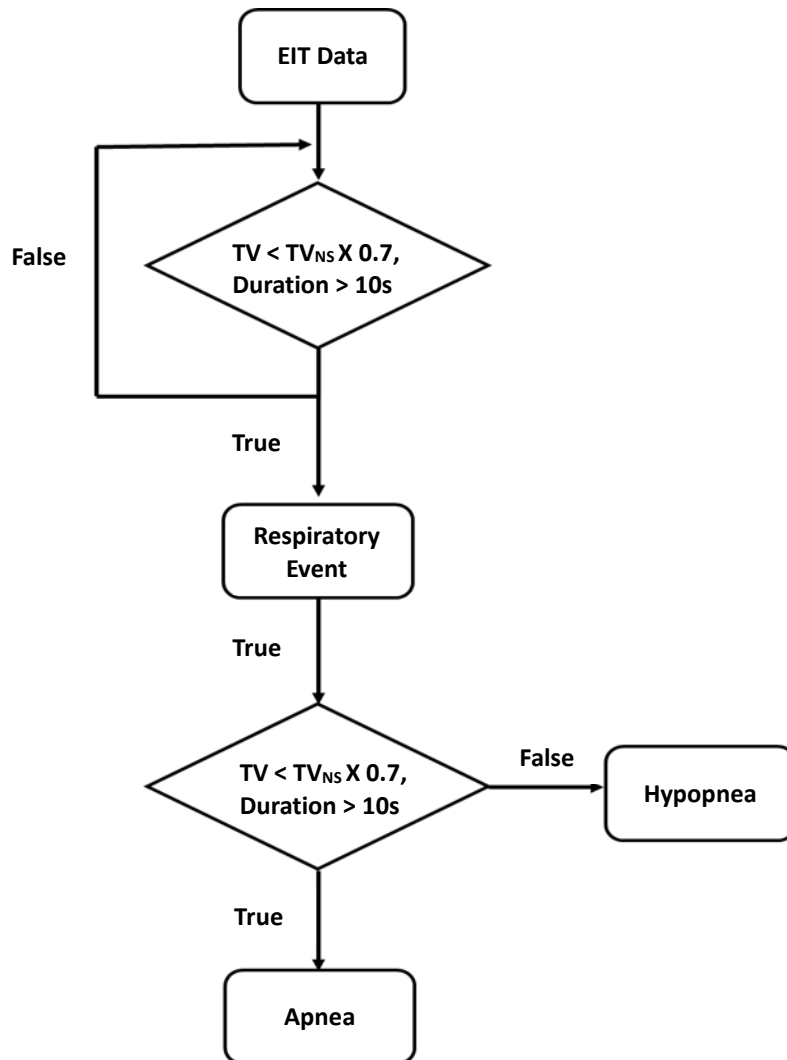 EIT Data
False
TV < TVNS X 0.7,
Duration > 10s
True
Respiratory
Event
True
TV < TVNS X 0.7,
Duration > 10s
False
Hypopnea
True
Apnea